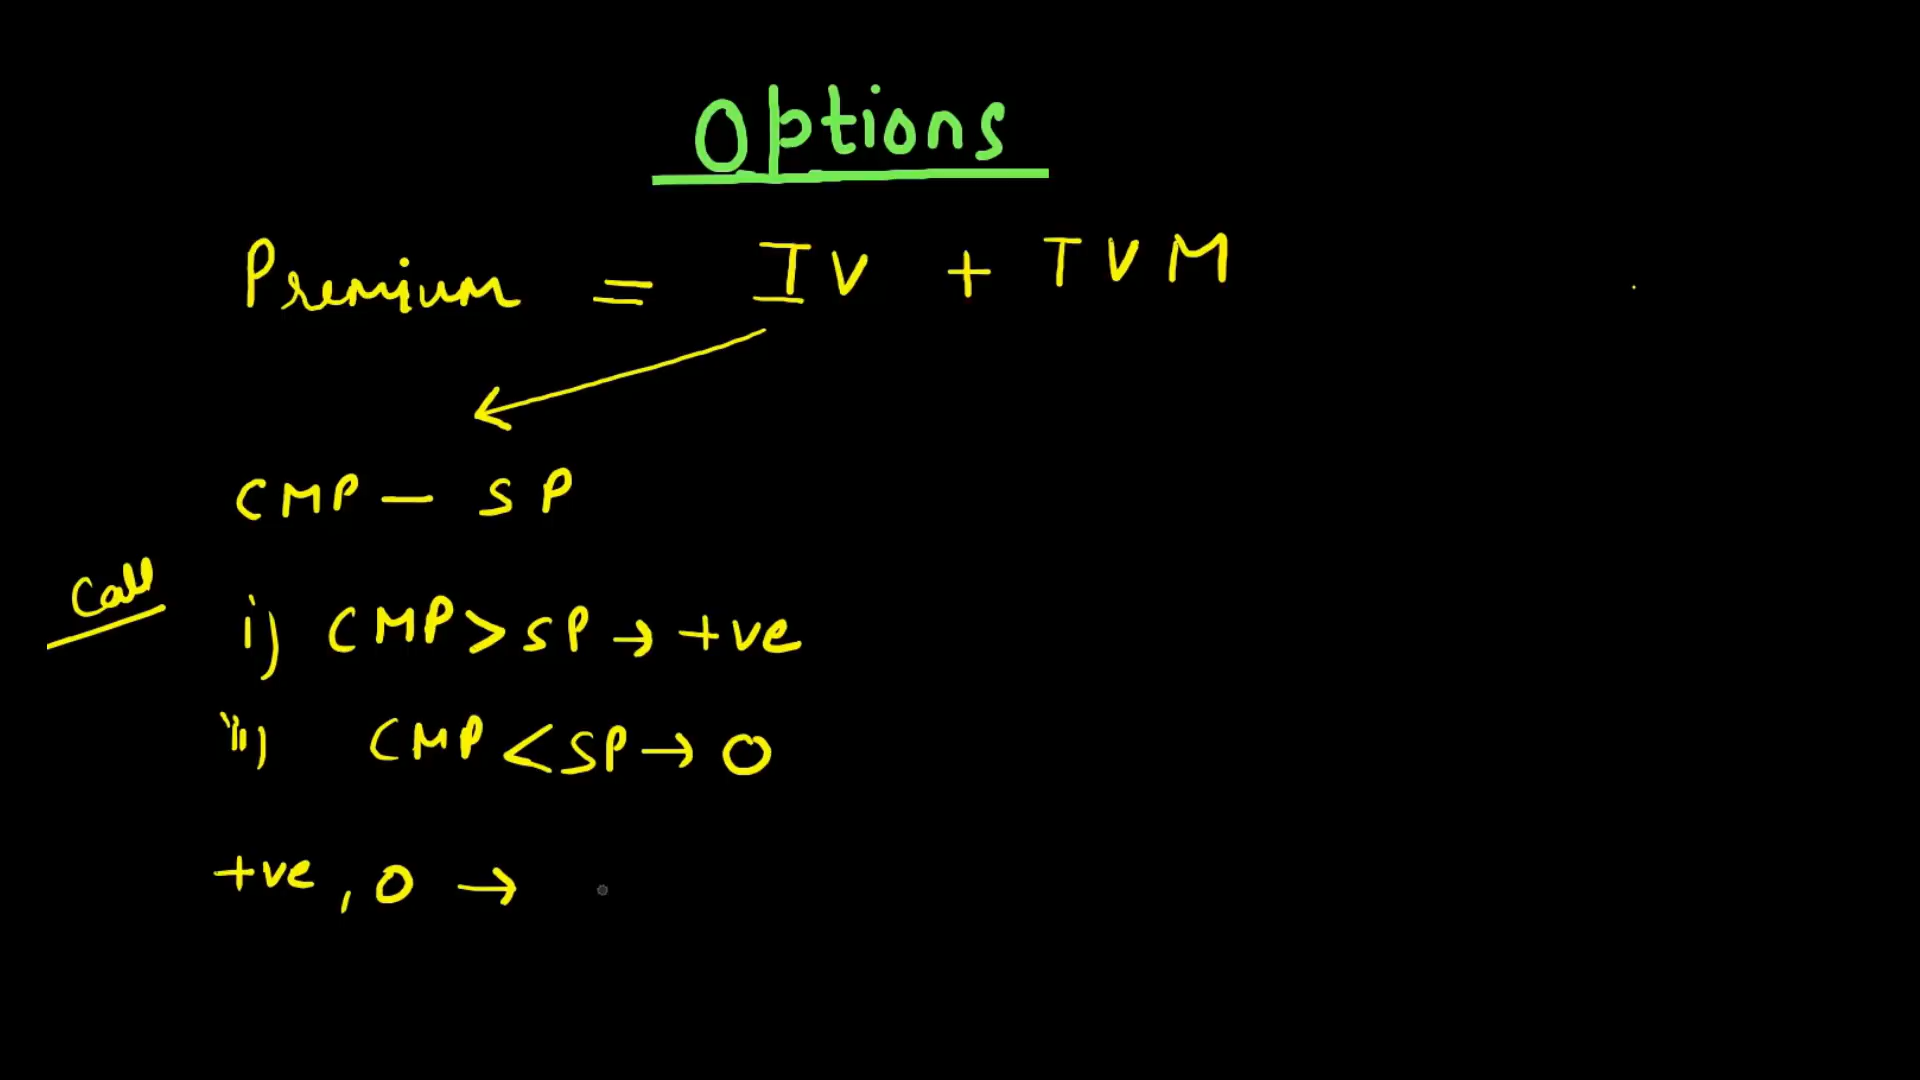 Options
Premium = IV + TVM
CMP - SP
Call
i) CMP > SP → +ve
ii) CMP < SP → 0
+ve, 0 →